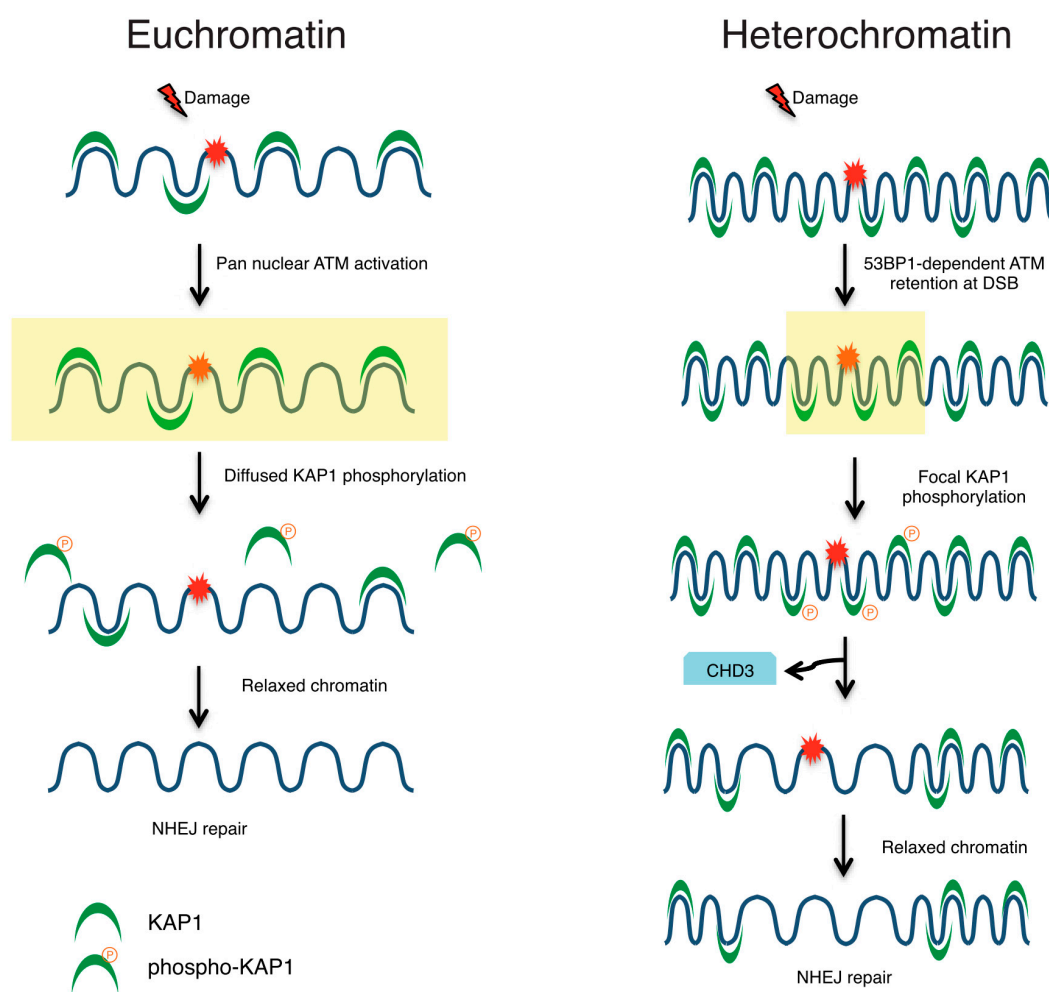 Euchromatin
Damage
Pan nuclear ATM activation
Diffused KAP1 phosphorylation
P
P
P
Relaxed chromatin
NHEJ repair
KAP1
P
phospho-KAP1
Heterochromatin
Damage
53BP1-dependent ATM
retention at DSB
Focal KAP1
phosphorylation
P
P
P
CHD3
Relaxed chromatin
NHEJ repair